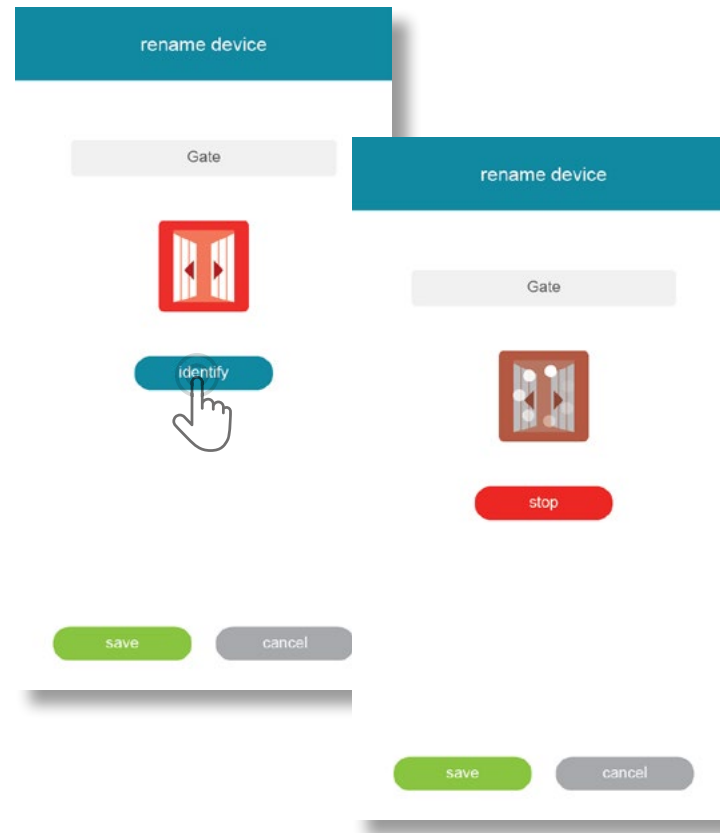 rename device
Gate
identify
save
cancel
rename device
Gate
stop
save
cancel